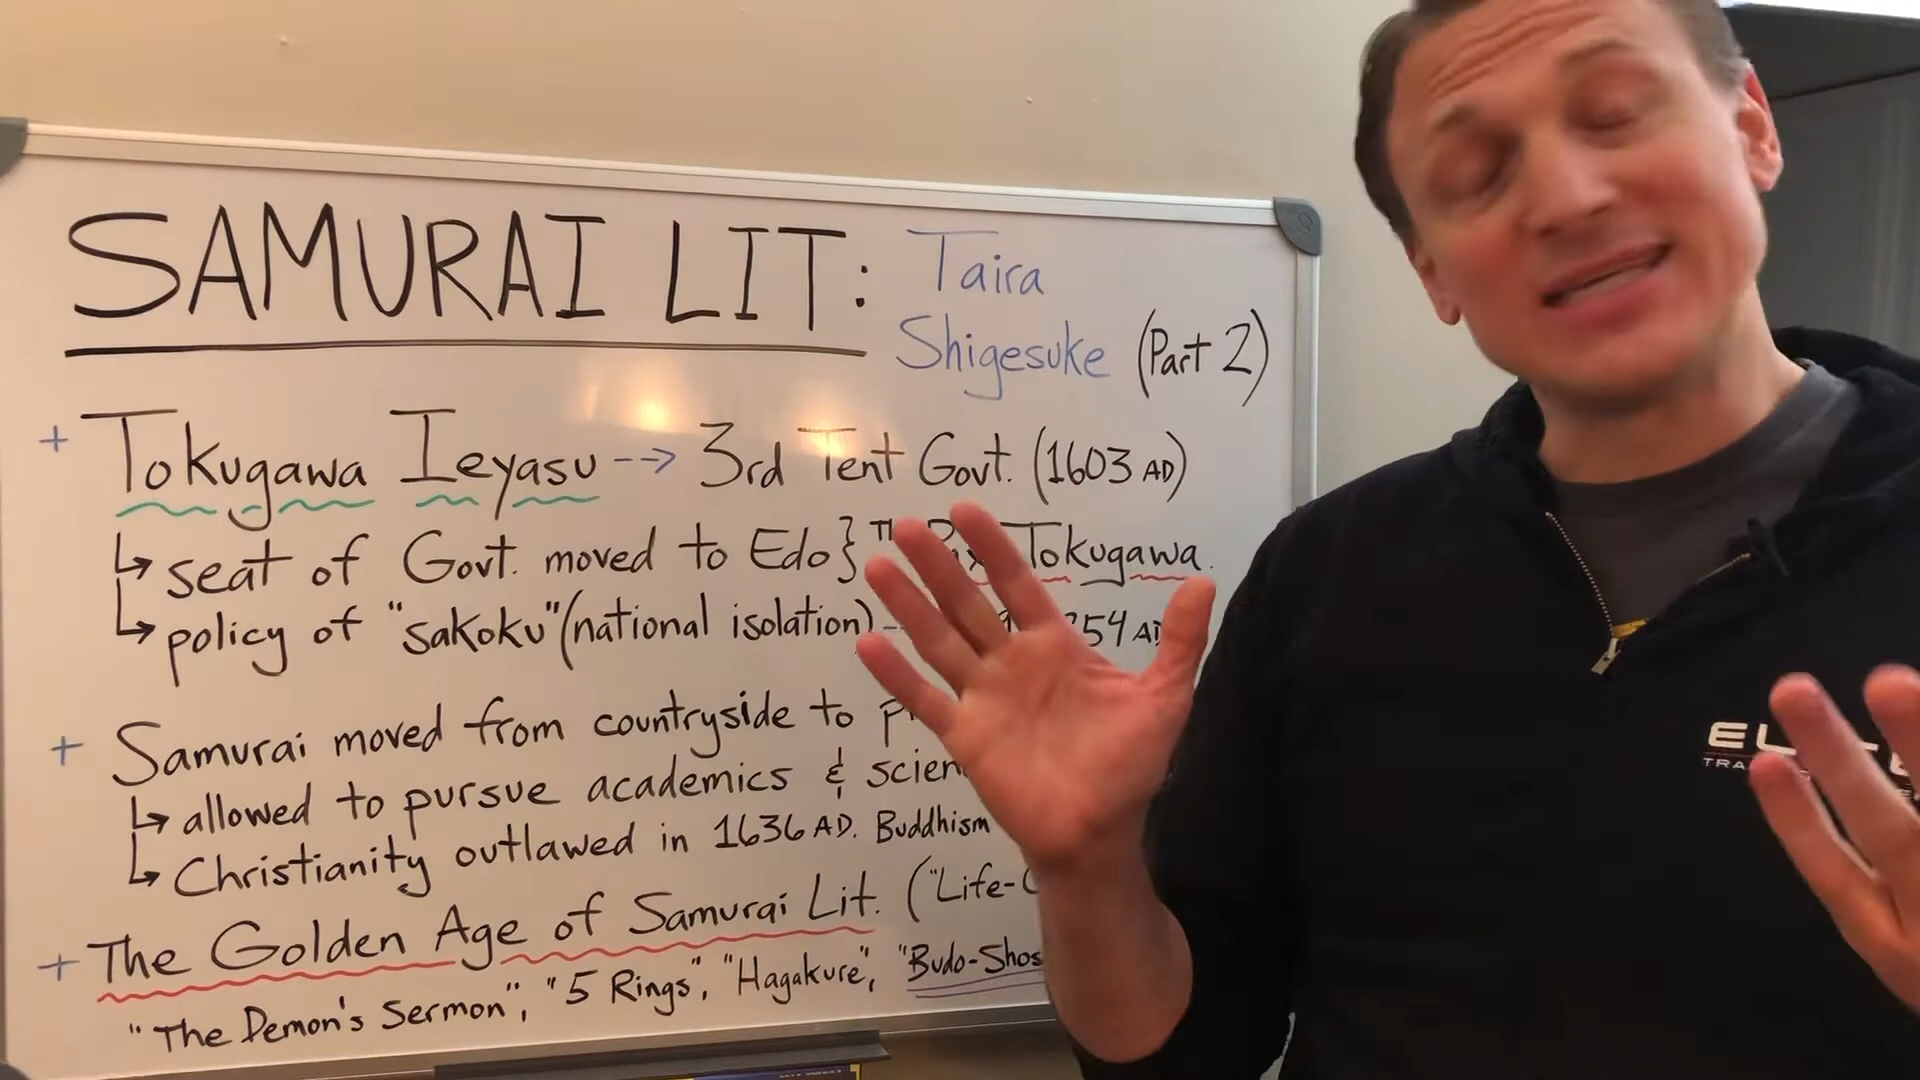 SAMURAI LIT: Taira
Shigesuke (Part 2)
+ Tokugawa Ieyasu --> 3rd Tent Govt. (1603 AD)
↳ seat of Govt. moved to Edo} Tokugawa
↳ policy of "sakoku" (national isolation) 54 AD
+ Samurai moved from countryside to
↳ allowed to pursue academics & scien
↳ Christianity outlawed in 1636 AD. Buddhism
+ The Golden Age of Samurai Lit. ("Life-
"The Demon's Sermon", "5 Rings", "Hagakure", "Budo-Shos